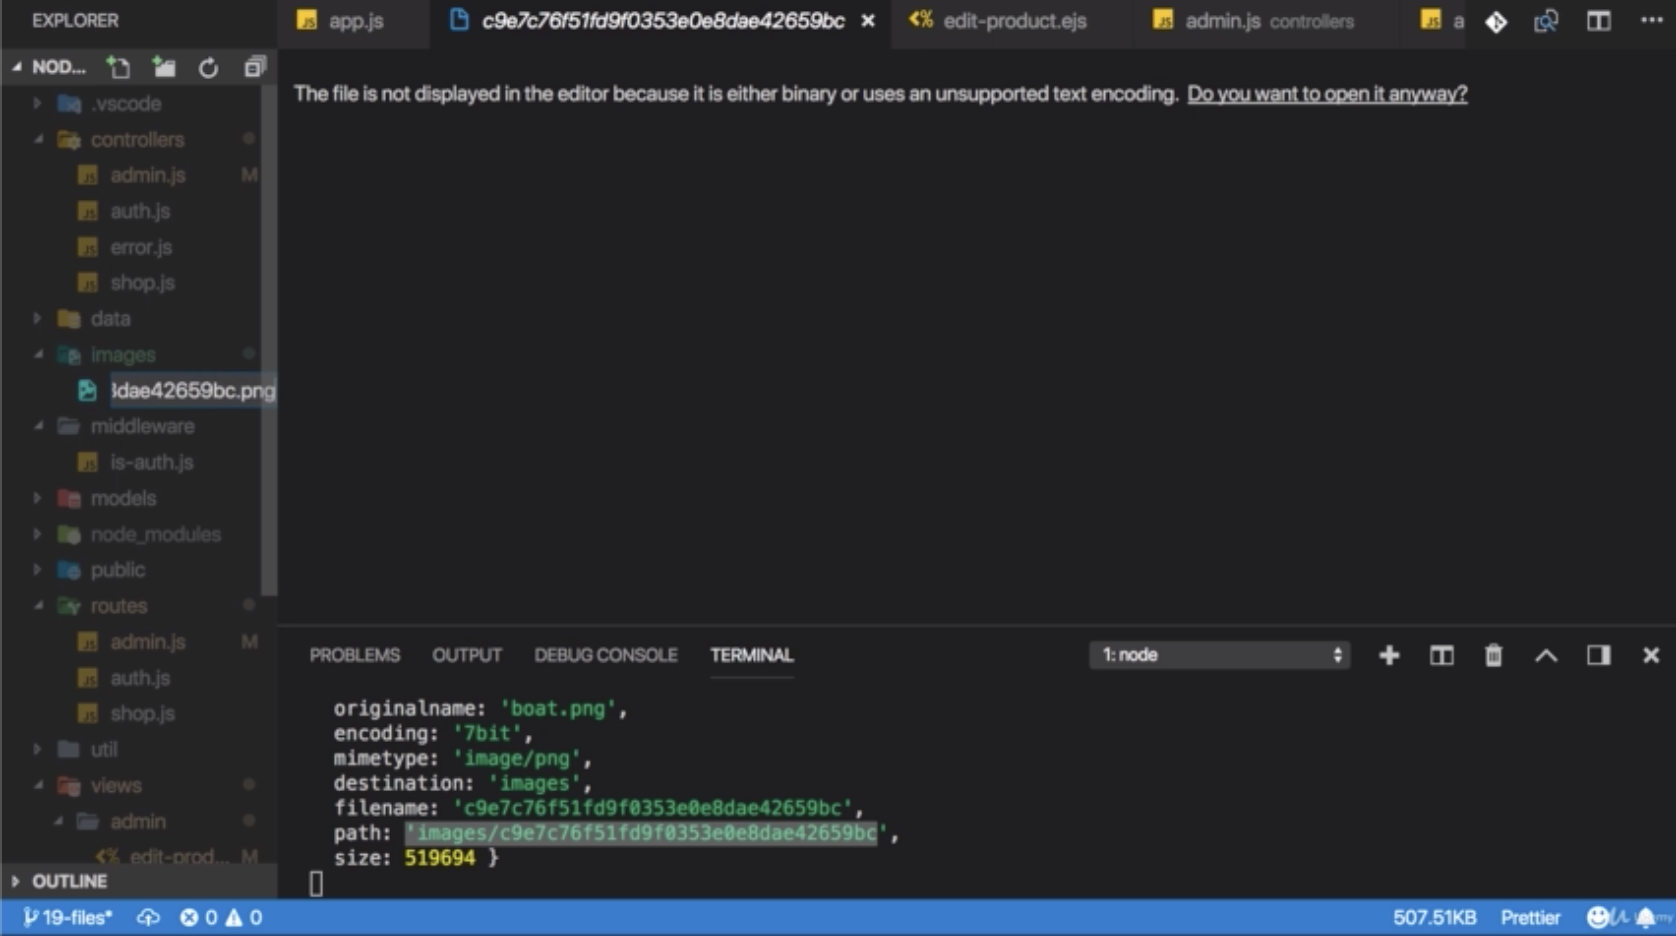 EXPLORER
app.js
c9e7c76f51fd9f0353e0e8dae42659bc
edit-product.ejs
admin.js controllers
a
NOD...
.vscode
controllers
admin.js M
auth.js
error.js
shop.js
data
images
dae42659bc.png
middleware
is-auth.js
models
node_modules
public
routes
admin.js M
auth.js
shop.js
util
views
admin
edit-prod... M
OUTLINE
The file is not displayed in the editor because it is either binary or uses an unsupported text encoding. Do you want to open it anyway?
PROBLEMS OUTPUT DEBUG CONSOLE TERMINAL
1: node
originalname: 'boat.png',
encoding: '7bit',
mimetype: 'image/png',
destination: 'images',
filename: 'c9e7c76f51fd9f0353e0e8dae42659bc',
path: 'images/c9e7c76f51fd9f0353e0e8dae42659bc',
size: 519694 }
19-files* 0 0
507.51KB Prettier